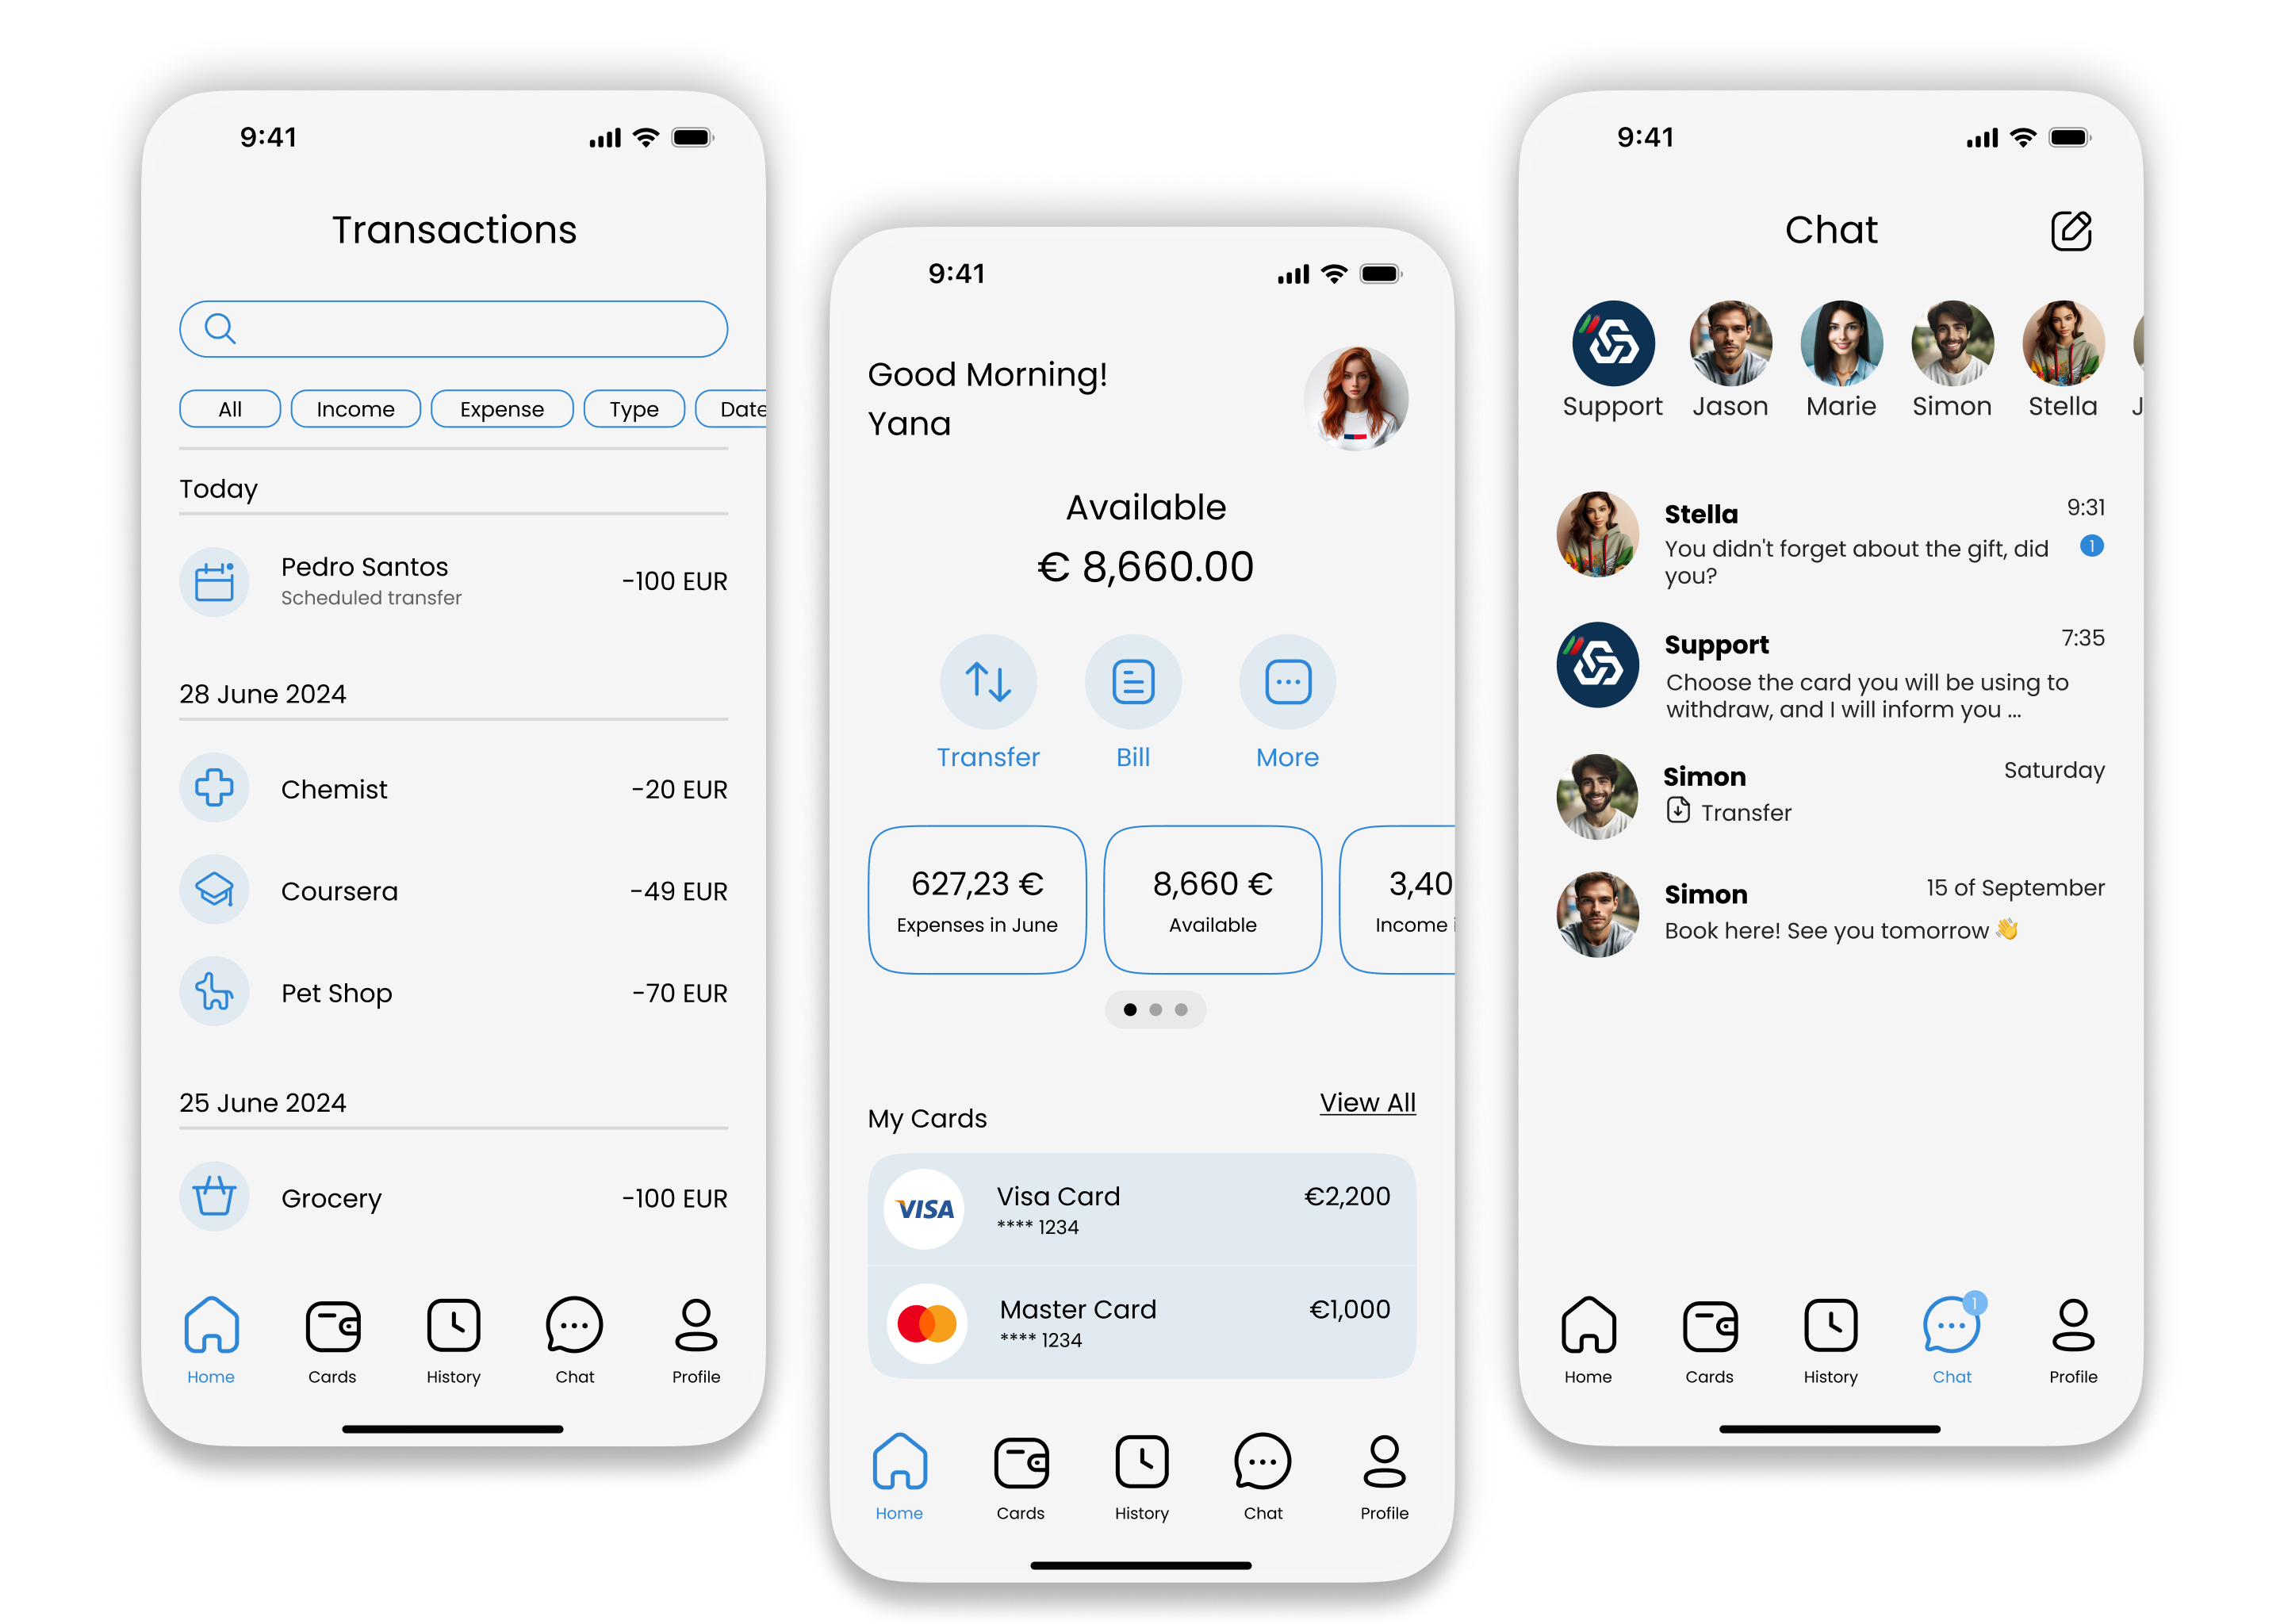 9:41
Transactions
All Income Expense Type Date
Today
Pedro Santos
Scheduled transfer
-100 EUR
28 June 2024
Chemist -20 EUR
Coursera -49 EUR
Pet Shop -70 EUR
25 June 2024
Grocery -100 EUR
Home Cards History Chat Profile
9:41
Good Morning!
Yana
Available
€ 8,660.00
Transfer Bill More
627,23 € 8,660 € 3,40
Expenses in June Available Income i
My Cards View All
VISA
Visa Card €2,200
**** 1234
Master Card €1,000
**** 1234
Home Cards History Chat Profile
9:41
Chat
Support Jason Marie Simon Stella J
Stella 9:31
You didn't forget about the gift, did 1
you?
Support 7:35
Choose the card you will be using to
withdraw, and I will inform you ...
Simon Saturday
Transfer
Simon 15 of September
Book here! See you tomorrow 👋
1
Home Cards History Chat Profile